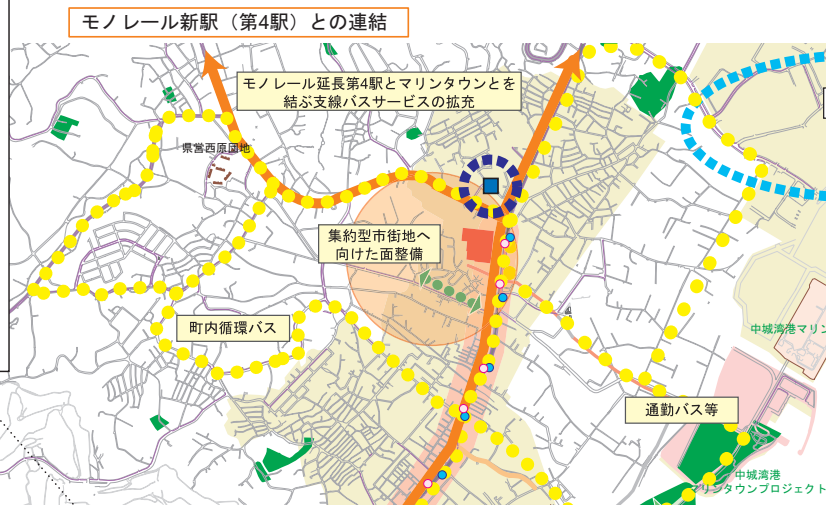 モノレール新駅（第4駅）との連結
モノレール延長第4駅とマリンタウンとを
結ぶ支線バスサービスの拡充
県営西原団地
集約型市街地へ
向けた面整備
町内循環バス
中城湾港マリン
通勤バス等
中城湾港
マリンタウンプロジェクト